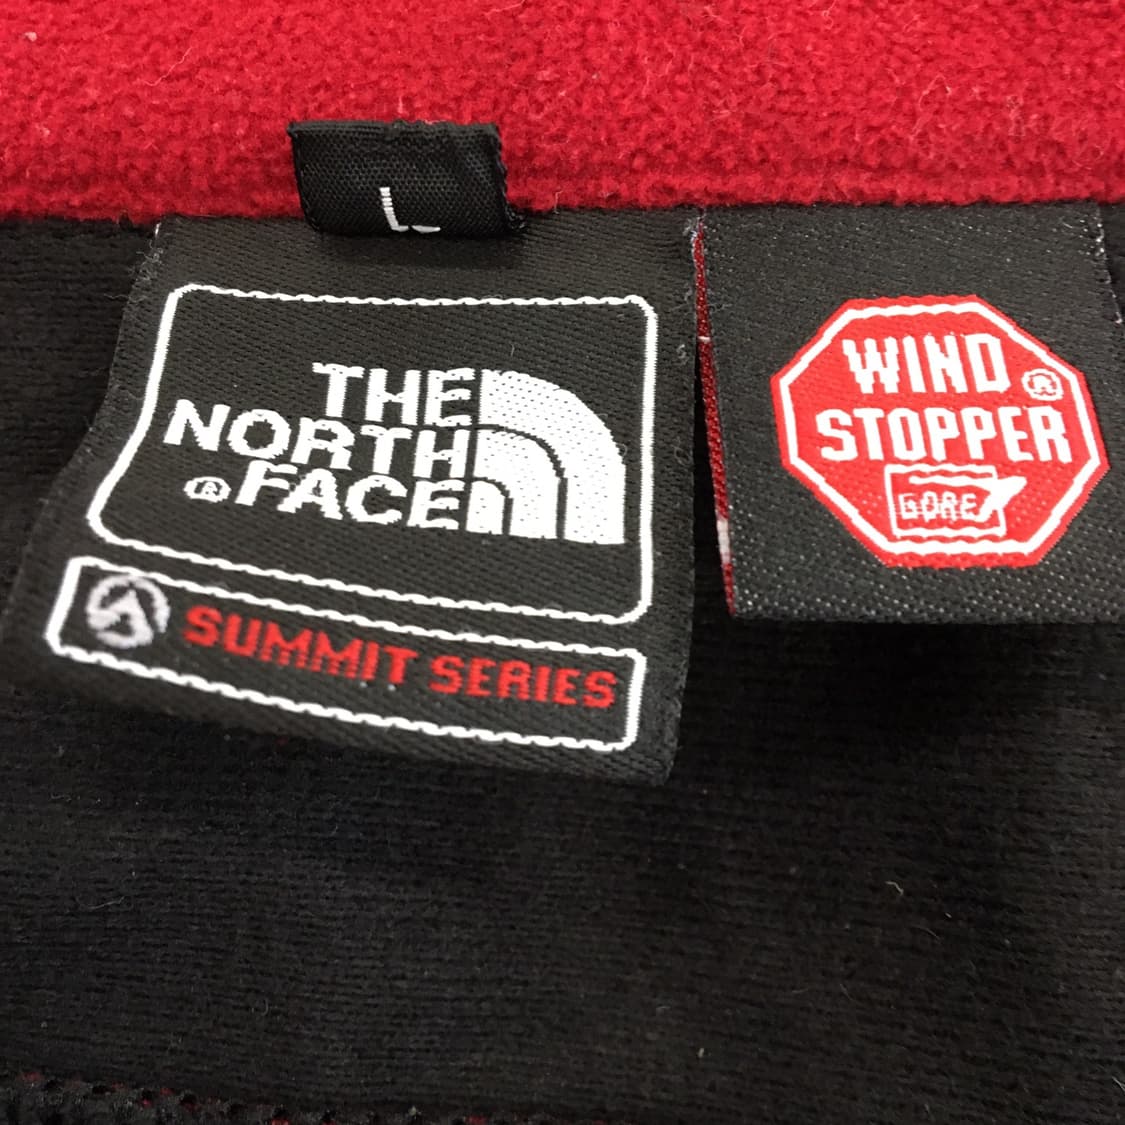 L
THE
NORTH
® FACE
SUMMIT SERIES
WIND
STOPPER®
GORE